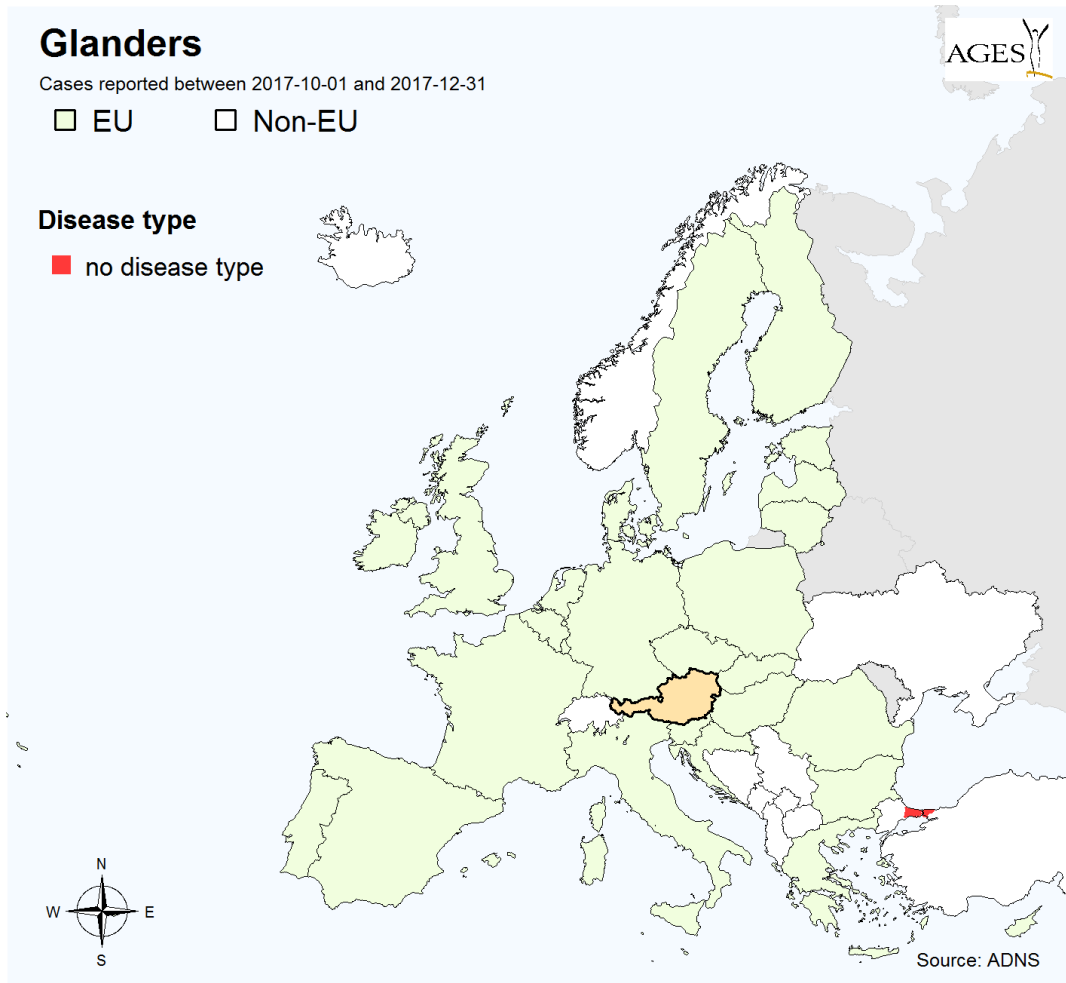 Glanders
AGES
Cases reported between 2017-10-01 and 2017-12-31
EU
Non-EU
Disease type
no disease type
N
W
E
S
Source: ADNS